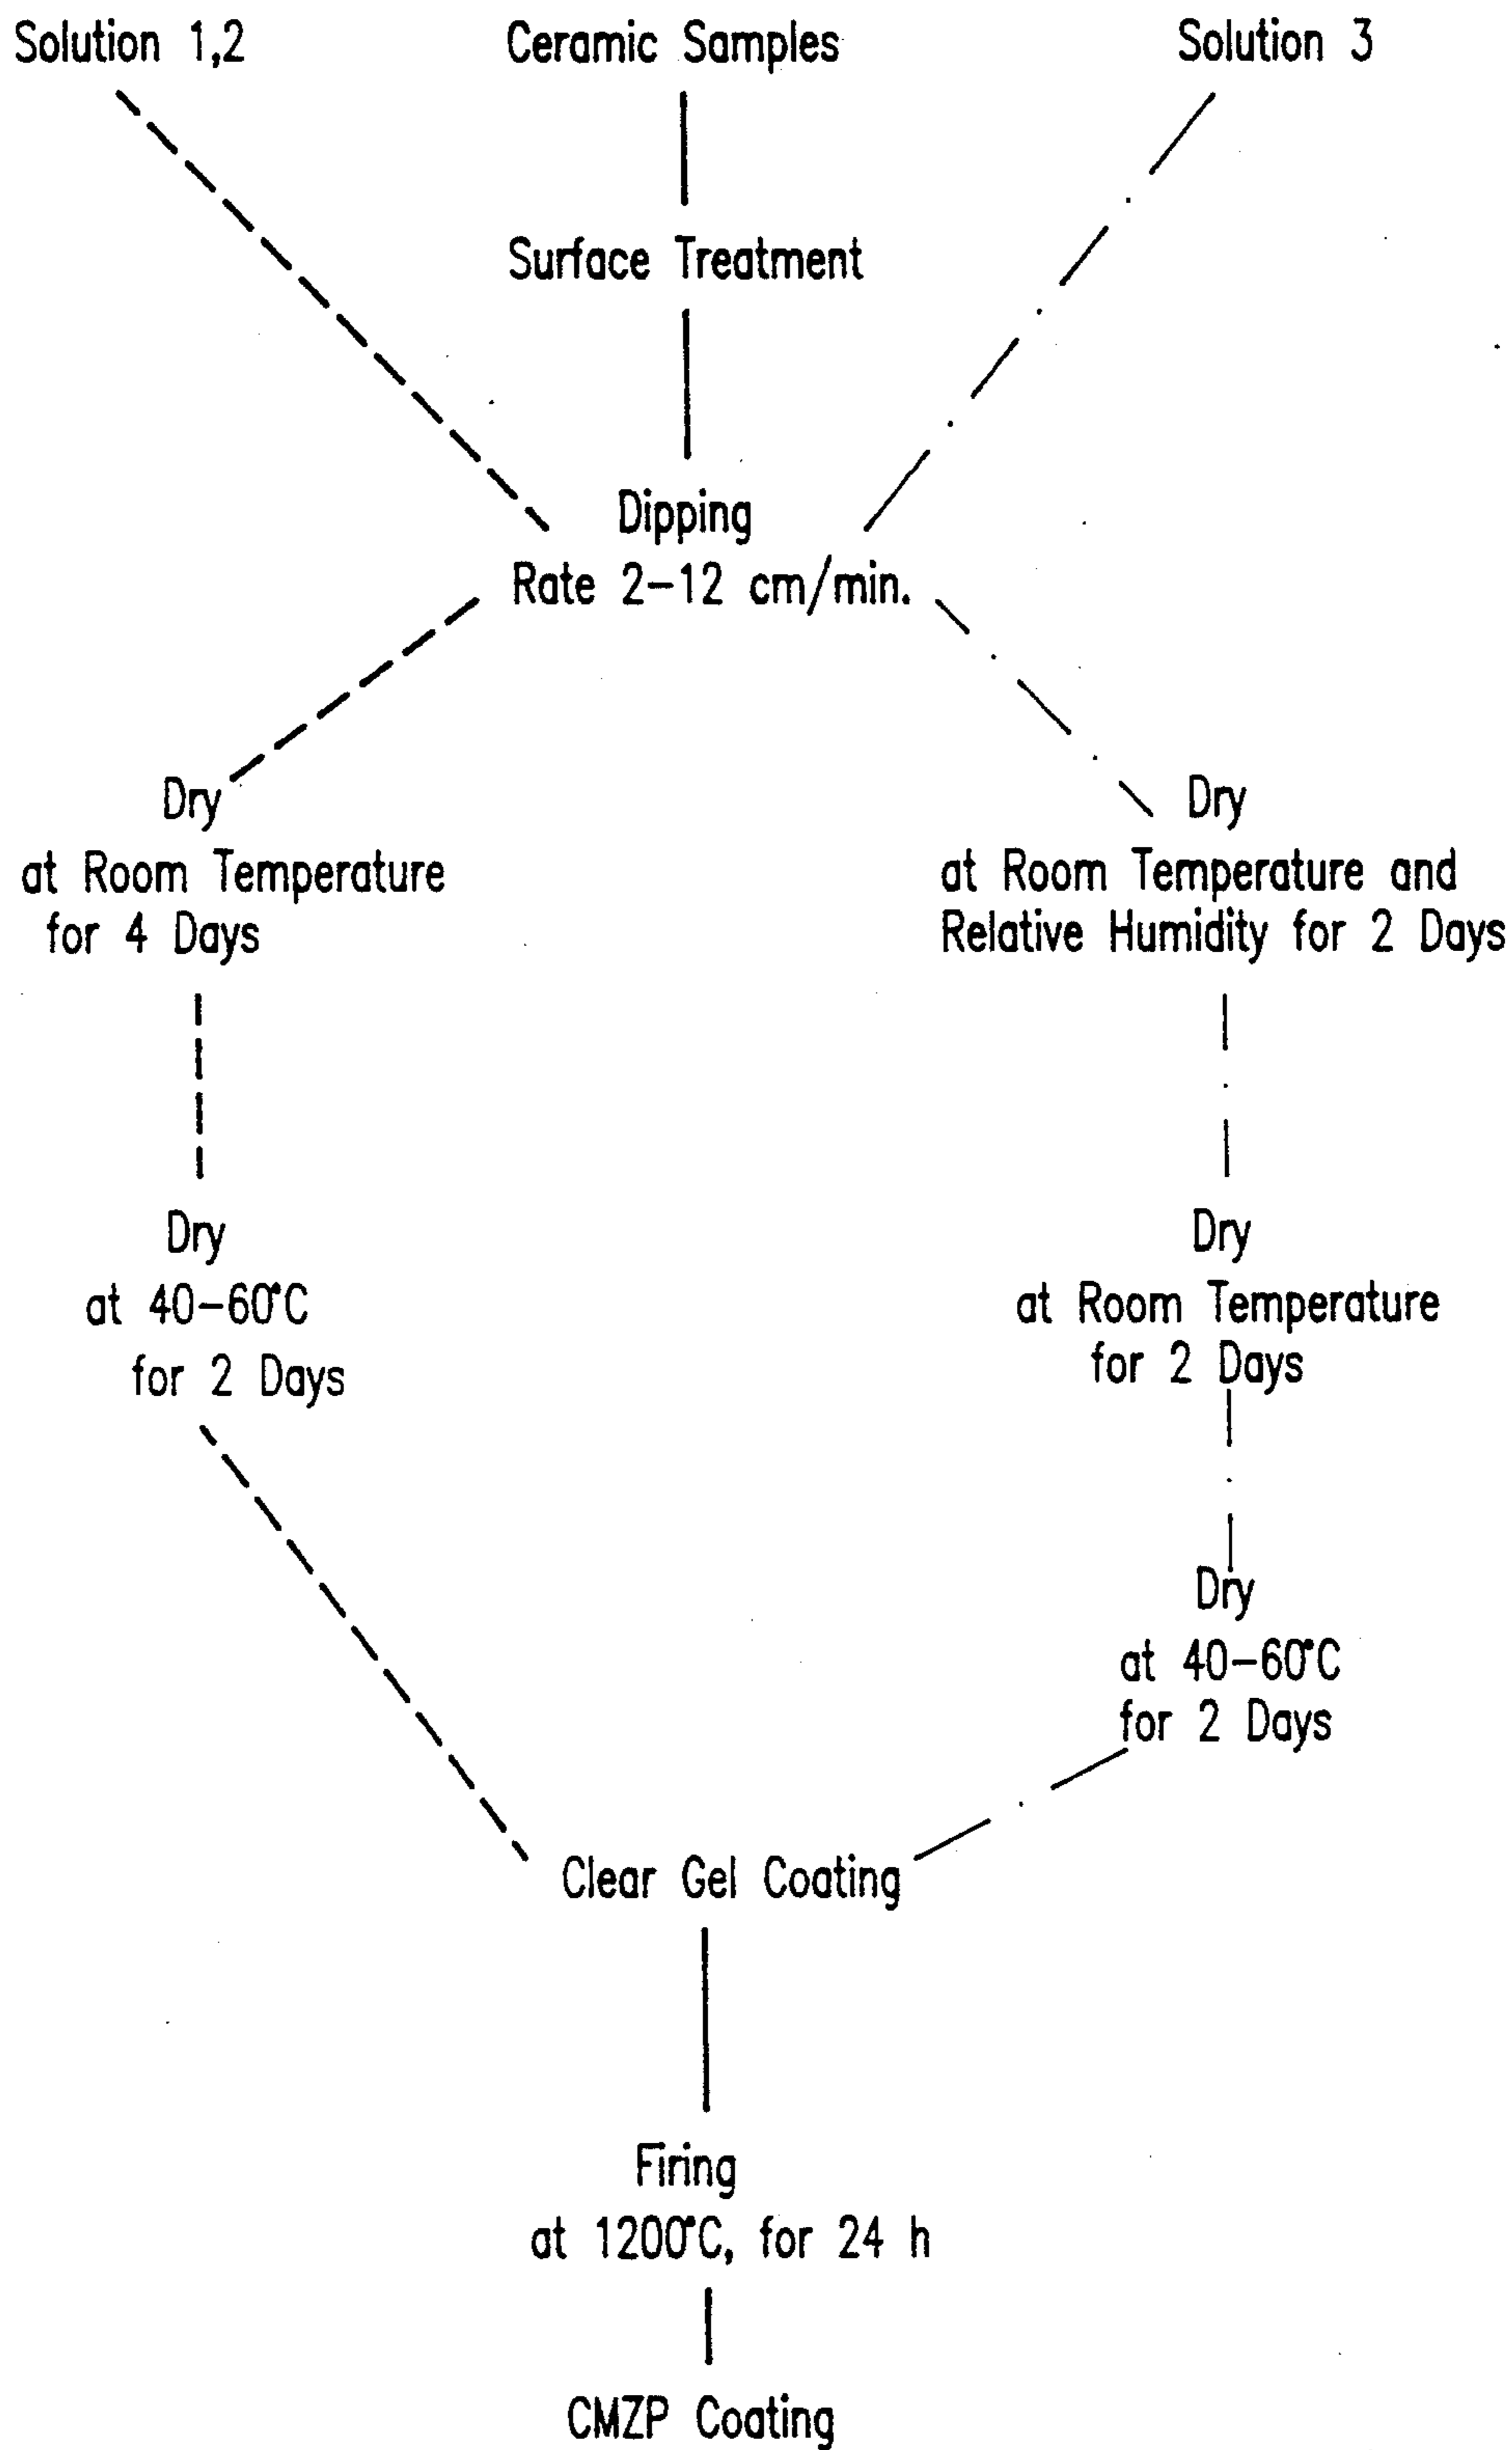 Solution 1,2
Ceramic Samples
Solution 3
Surface Treatment
Dipping
Rate 2-12 cm/min.
Dry
at Room Temperature
for 4 Days
Dry
at Room Temperature and
Relative Humidity for 2 Days
Dry
at 40-60°C
for 2 Days
Dry
at Room Temperature
for 2 Days
Dry
at 40-60°C
for 2 Days
Clear Gel Coating
Firing
at 1200°C, for 24 h
CMZP Coating